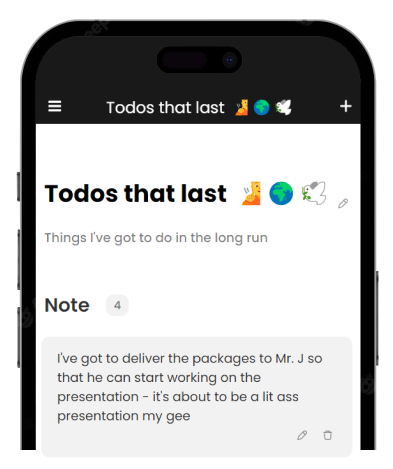 Todos that last 🫄🌍🕊️
Todos that last 🫄🌍🕊️
Things I've got to do in the long run
Note 4
I've got to deliver the packages to Mr. J so
that he can start working on the
presentation - it's about to be a lit ass
presentation my gee